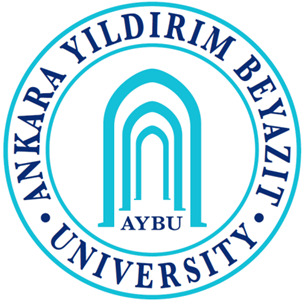 ANKARA YILDIRIM BEYAZIT
AYBU
• UNIVERSITY •